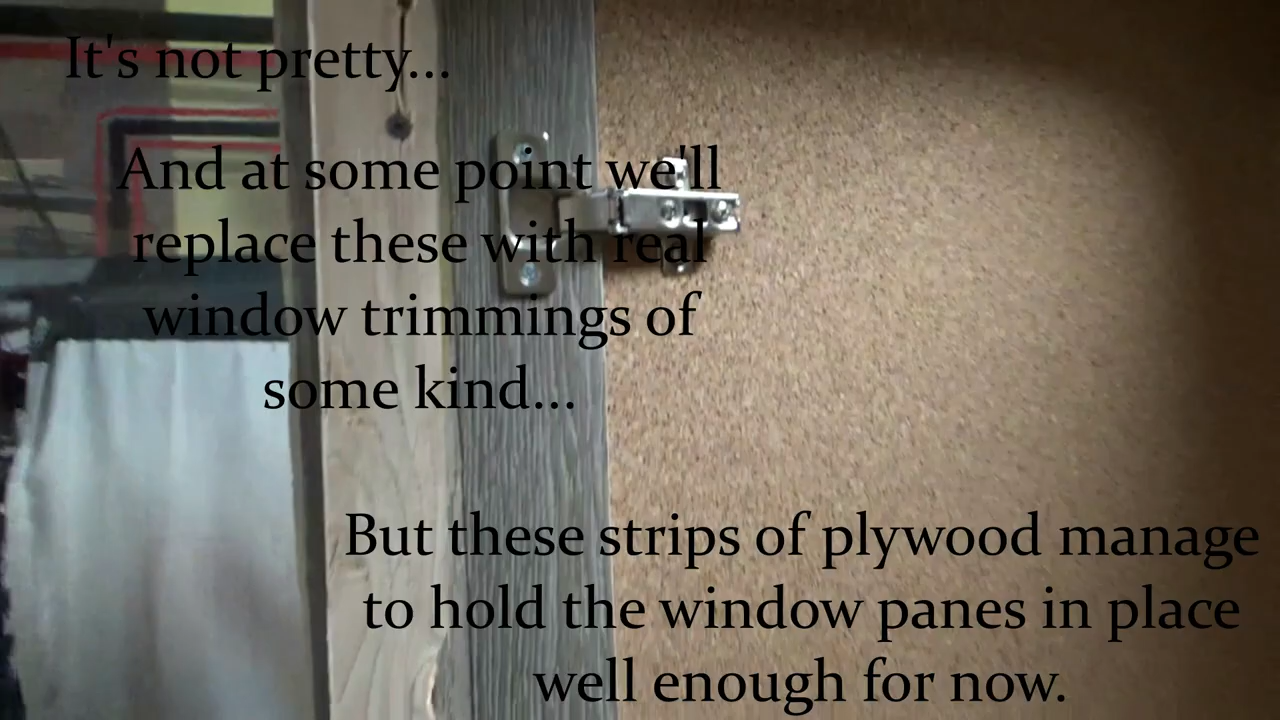 It's not pretty...
And at some point we'll
replace these with real
window trimmings of
some kind...
But these strips of plywood manage
to hold the window panes in place
well enough for now.